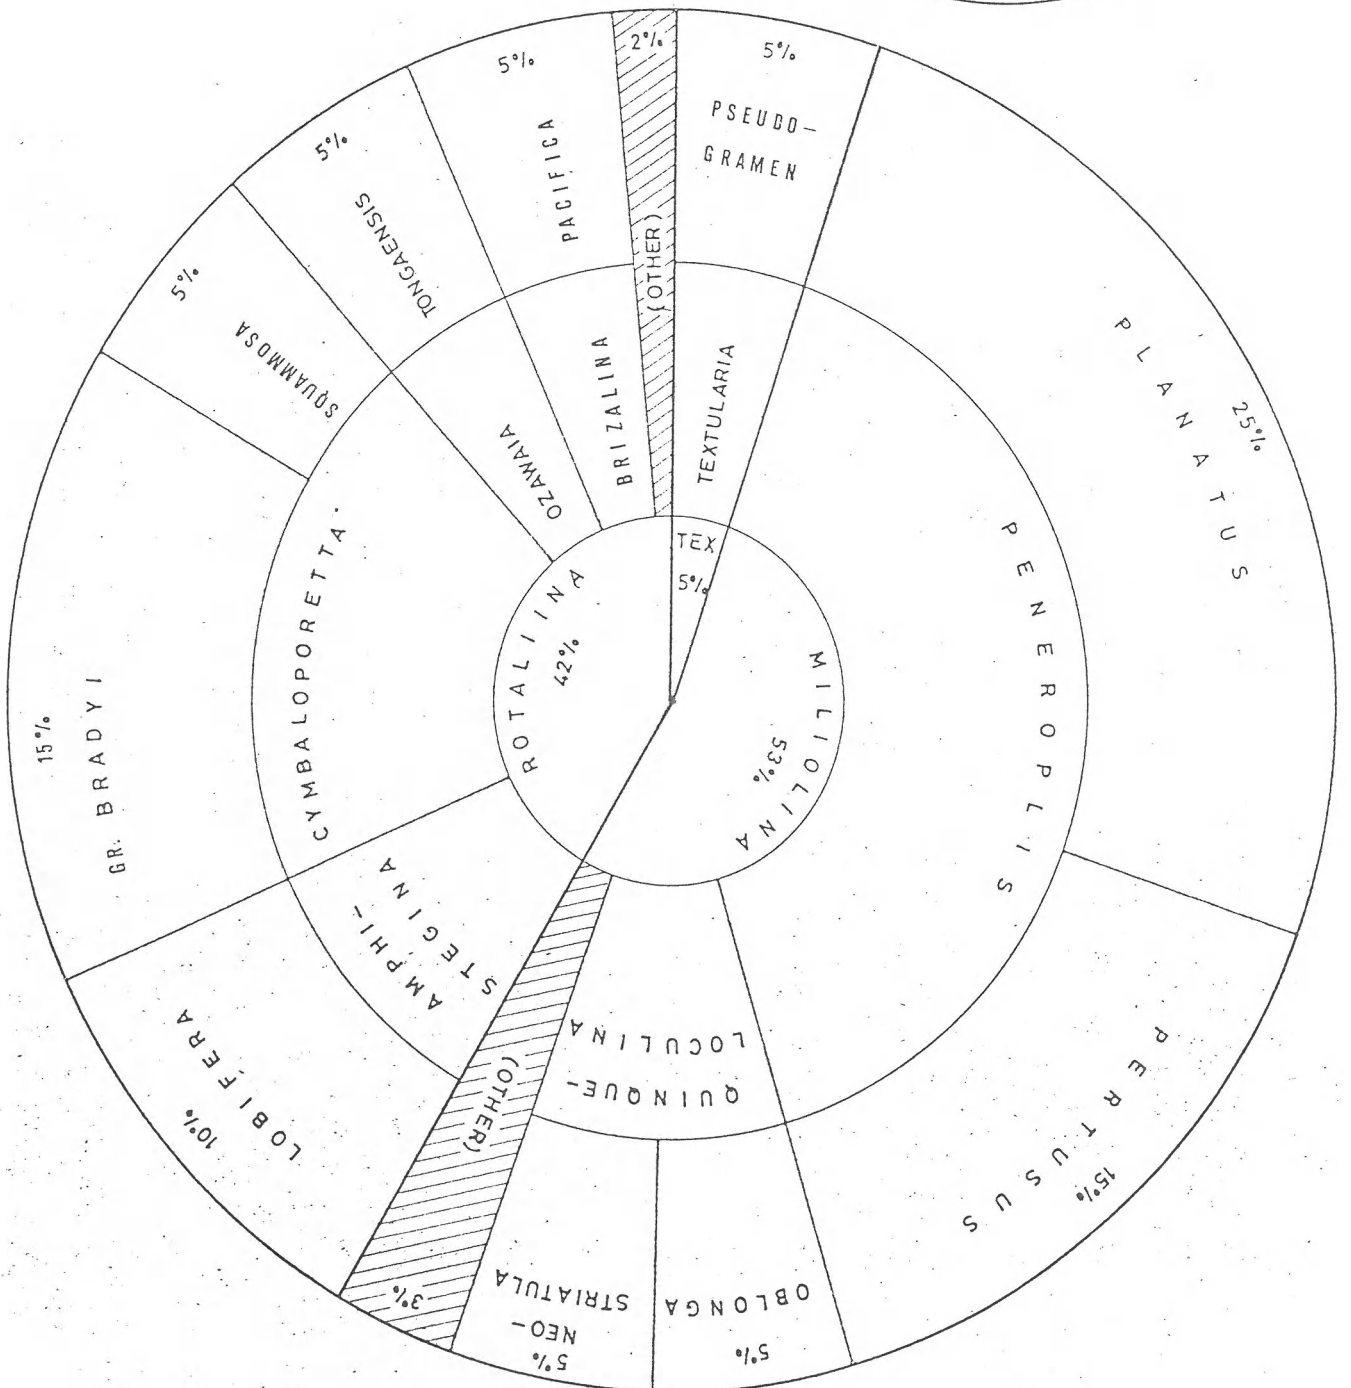 5%
PSEUDO-
GRAMEN
TEXTULARIA
TEX
5%
PLANATUS
25%
PENEROPLIS
MILIOLINA
53%
PERTUSUS
15%
OBLONGA
5%
QUINQUE-
LOCULINA
NEO-
STRIATULA
5%
(OTHER)
3%
LOBIFERA
10%
AMPHI-
STEGINA
ROTALIINA
42%
CYMBALOPORETTA
GR. BRADYI
15%
SQUAMMOSA
5%
OZAWAIA
TONGAENSIS
5%
BRIZALINA
PACIFICA
5%
(OTHER)
2%